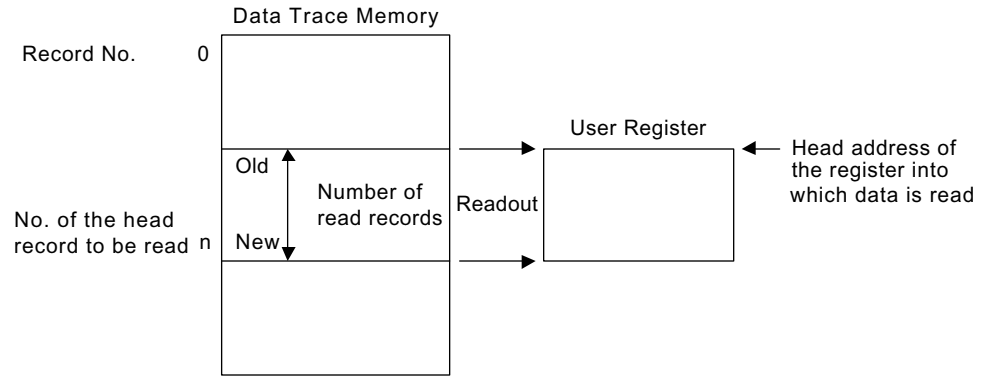 Data Trace Memory
Record No. 0
User Register
Old
Head address of
the register into
which data is read
Number of
read records
Readout
No. of the head
record to be read n
New